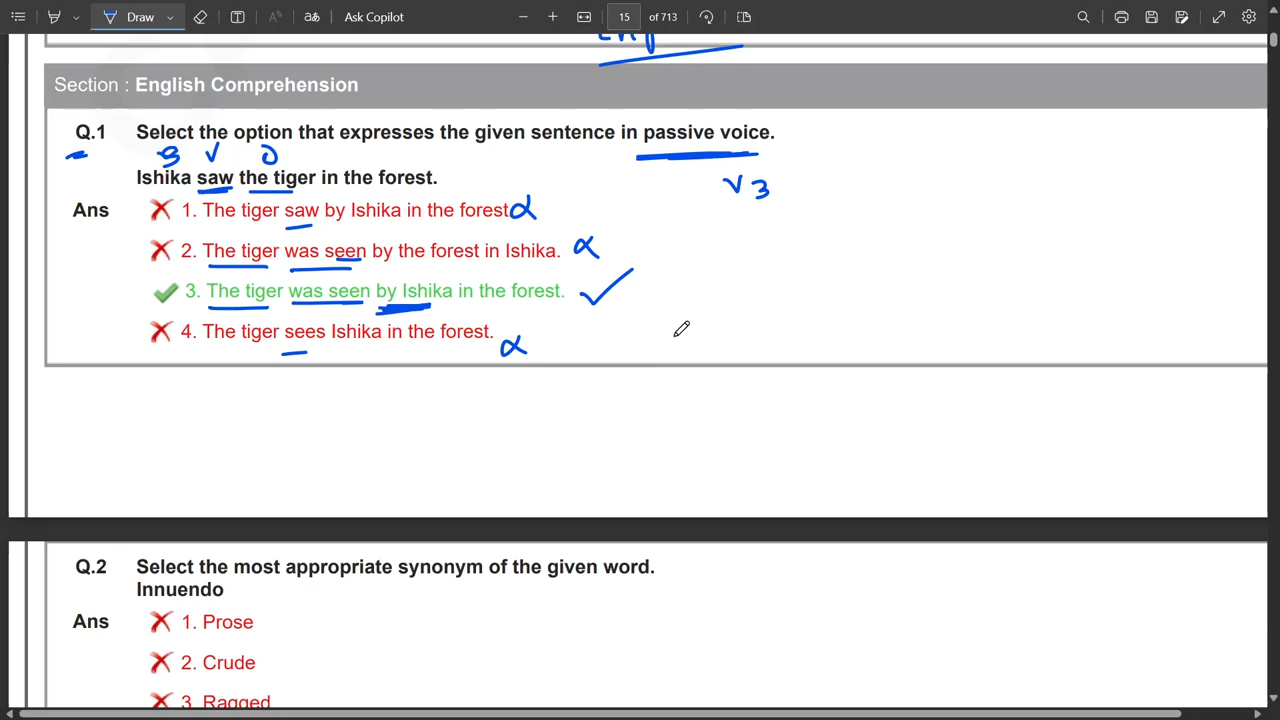 Draw
Ask Copilot
15 of 713
Section : English Comprehension
Q.1 Select the option that expresses the given sentence in passive voice.
S V O
Ishika saw the tiger in the forest.
V3
Ans 1. The tiger saw by Ishika in the forest
2. The tiger was seen by the forest in Ishika.
3. The tiger was seen by Ishika in the forest.
4. The tiger sees Ishika in the forest.
Q.2 Select the most appropriate synonym of the given word.
Innuendo
Ans 1. Prose
2. Crude
3. Ragged